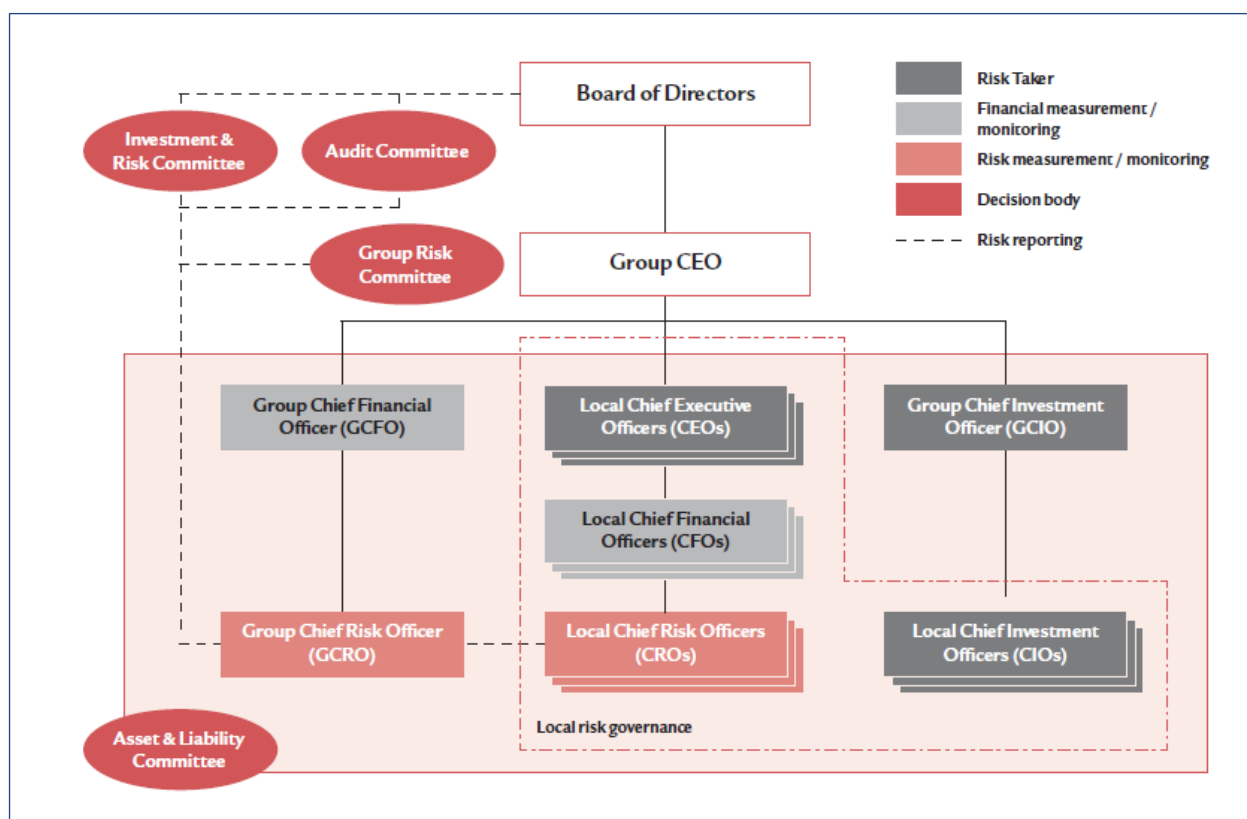 Board of Directors
Investment &
Risk Committee
Audit Committee
Risk Taker
Financial measurement /
monitoring
Risk measurement / monitoring
Decision body
Risk reporting
Group Risk
Committee
Group CEO
Group Chief Financial
Officer (GCFO)
Local Chief Executive
Officers (CEOs)
Group Chief Investment
Officer (GCIO)
Local Chief Financial
Officers (CFOs)
Group Chief Risk Officer
(GCRO)
Local Chief Risk Officers
(CROs)
Local Chief Investment
Officers (CIOs)
Local risk governance
Asset & Liability
Committee